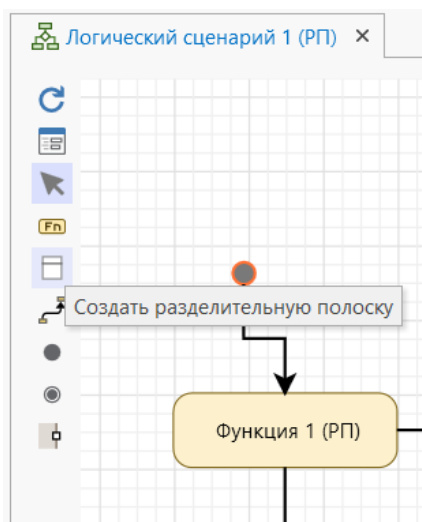 Логический сценарий 1 (РП) ×
Fn
Создать разделительную полоску
Функция 1 (РП)